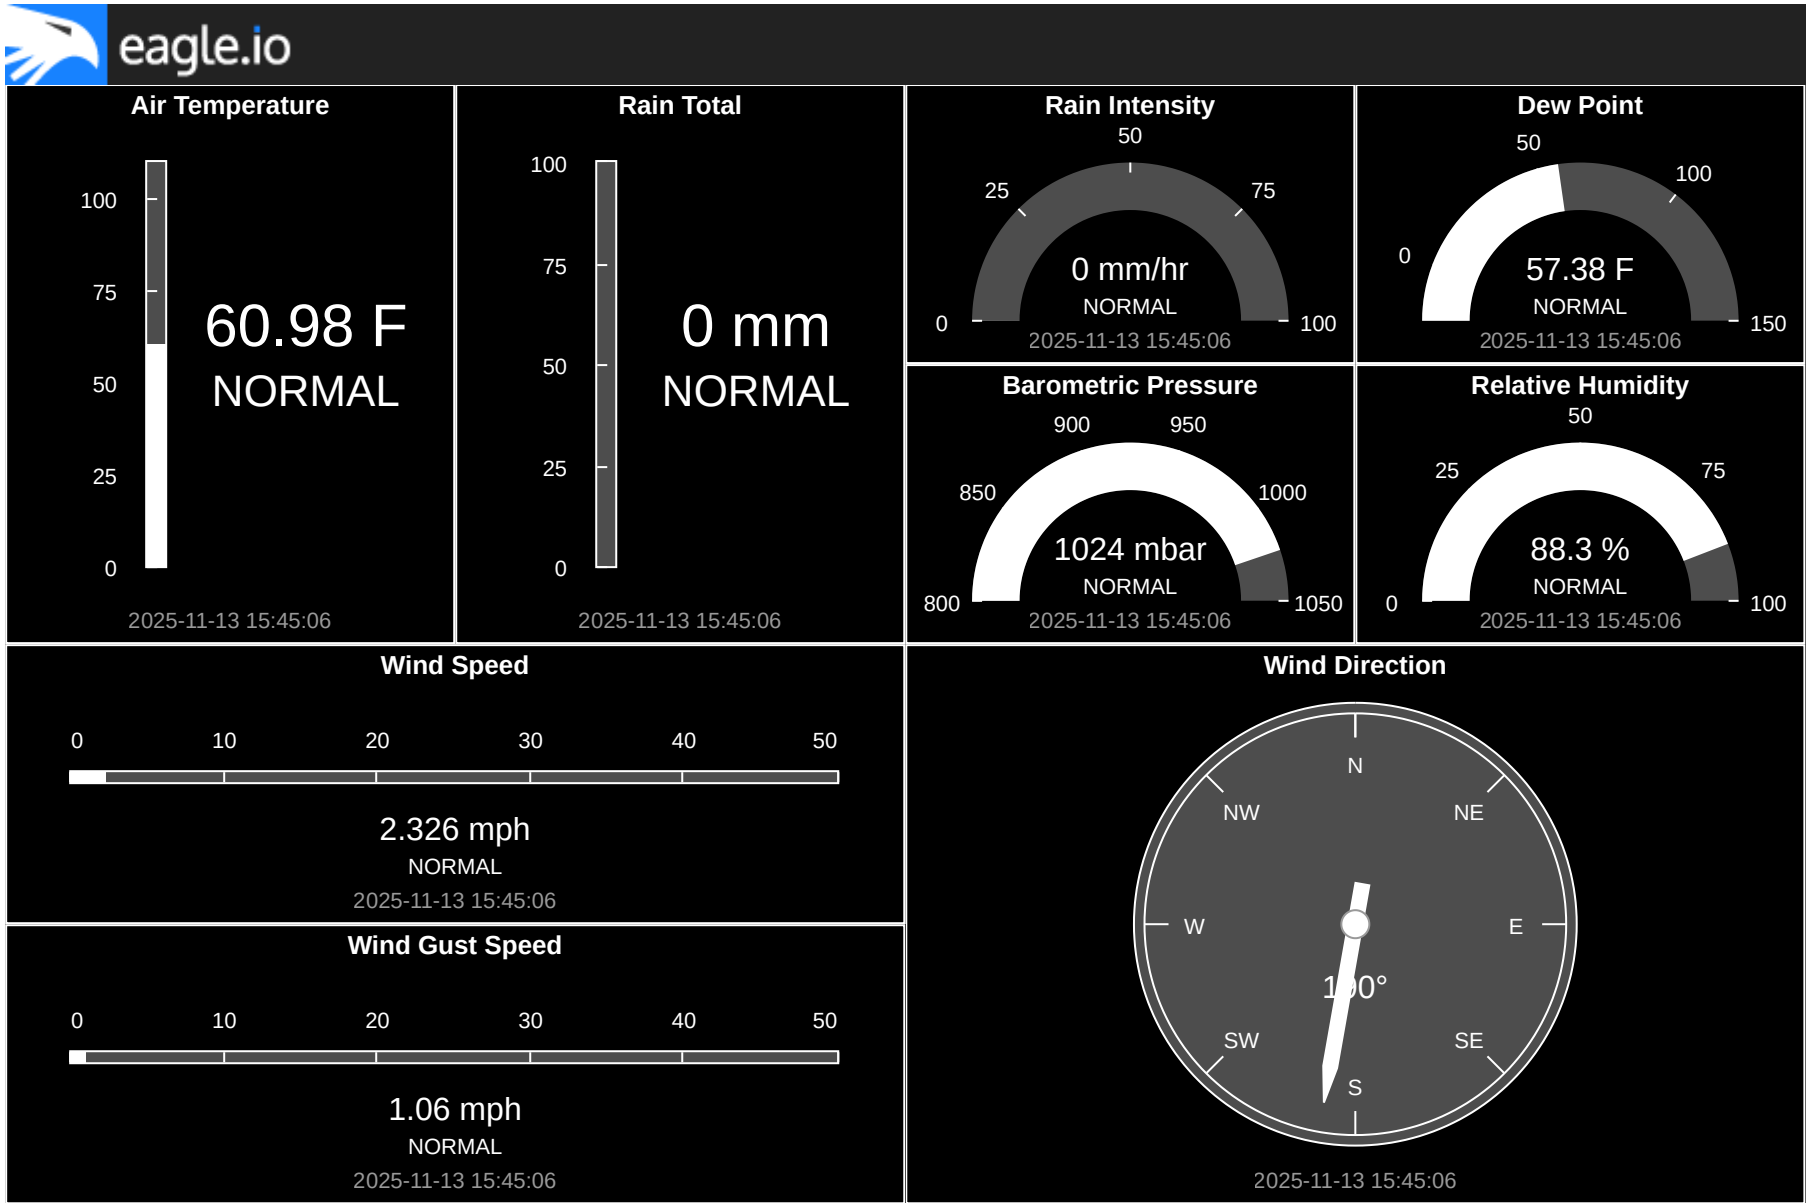 eagle.io
Air Temperature
100
75
50
25
0
60.98 F
NORMAL
2025-11-13 15:45:06
Rain Total
100
75
50
25
0
0 mm
NORMAL
2025-11-13 15:45:06
Rain Intensity
50
25
75
0
100
0 mm/hr
NORMAL
2025-11-13 15:45:06
Dew Point
50
100
0
150
57.38 F
NORMAL
2025-11-13 15:45:06
Barometric Pressure
900
950
850
1000
800
1050
1024 mbar
NORMAL
2025-11-13 15:45:06
Relative Humidity
50
25
75
0
100
88.3 %
NORMAL
2025-11-13 15:45:06
Wind Speed
0 10 20 30 40 50
2.326 mph
NORMAL
2025-11-13 15:45:06
Wind Gust Speed
0 10 20 30 40 50
1.06 mph
NORMAL
2025-11-13 15:45:06
Wind Direction
N
NW
NE
W
E
190°
SW
SE
S
2025-11-13 15:45:06